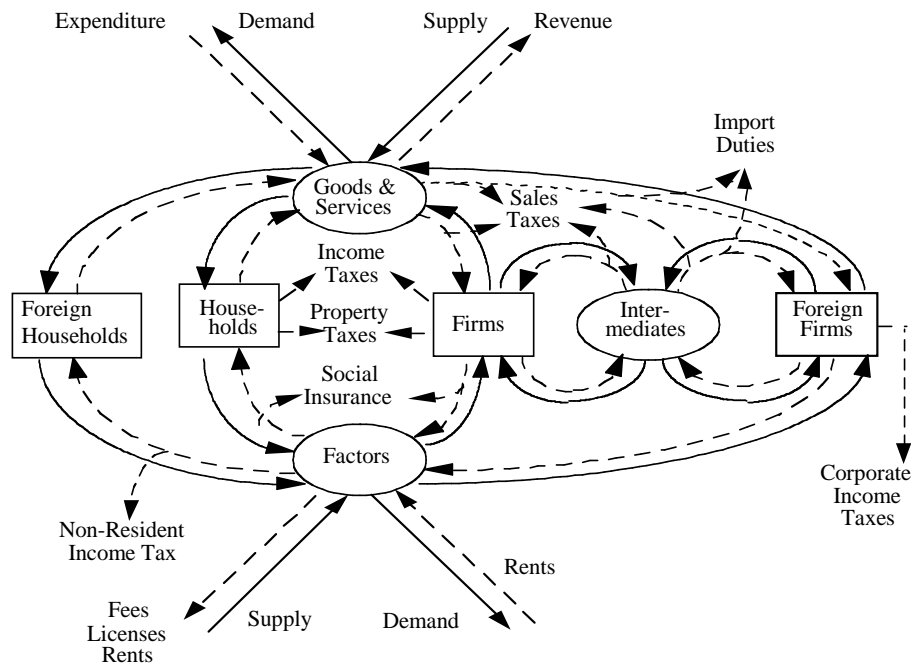 Expenditure
Demand
Supply
Revenue
Import
Duties
Goods &
Services
Sales
Taxes
Income
Taxes
Foreign
Households
House-
holds
Property
Taxes
Firms
Inter-
mediates
Foreign
Firms
Social
Insurance
Factors
Corporate
Income
Taxes
Non-Resident
Income Tax
Rents
Fees
Licenses
Rents
Supply
Demand